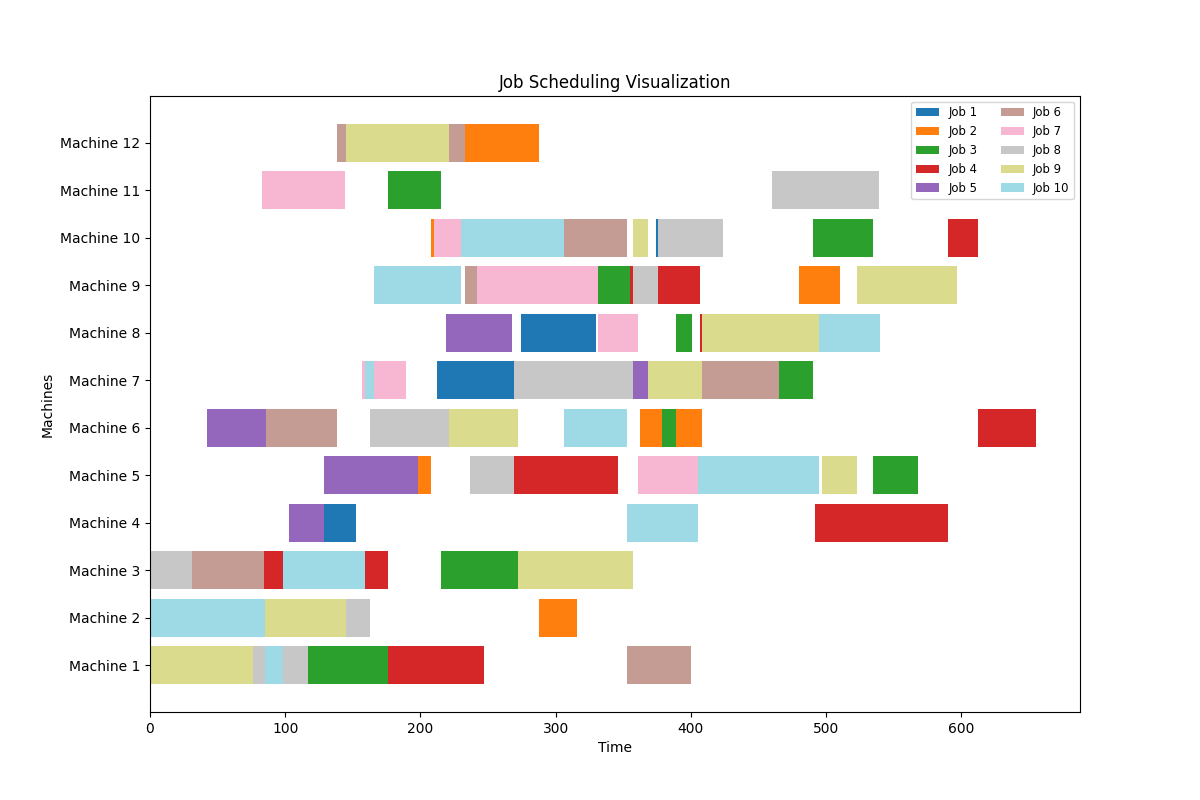 Job Scheduling Visualization
Job 1
Job 2
Job 3
Job 4
Job 5
Job 6
Job 7
Job 8
Job 9
Job 10
Machines
Machine 12
Machine 11
Machine 10
Machine 9
Machine 8
Machine 7
Machine 6
Machine 5
Machine 4
Machine 3
Machine 2
Machine 1
0 100 200 300 400 500 600
Time